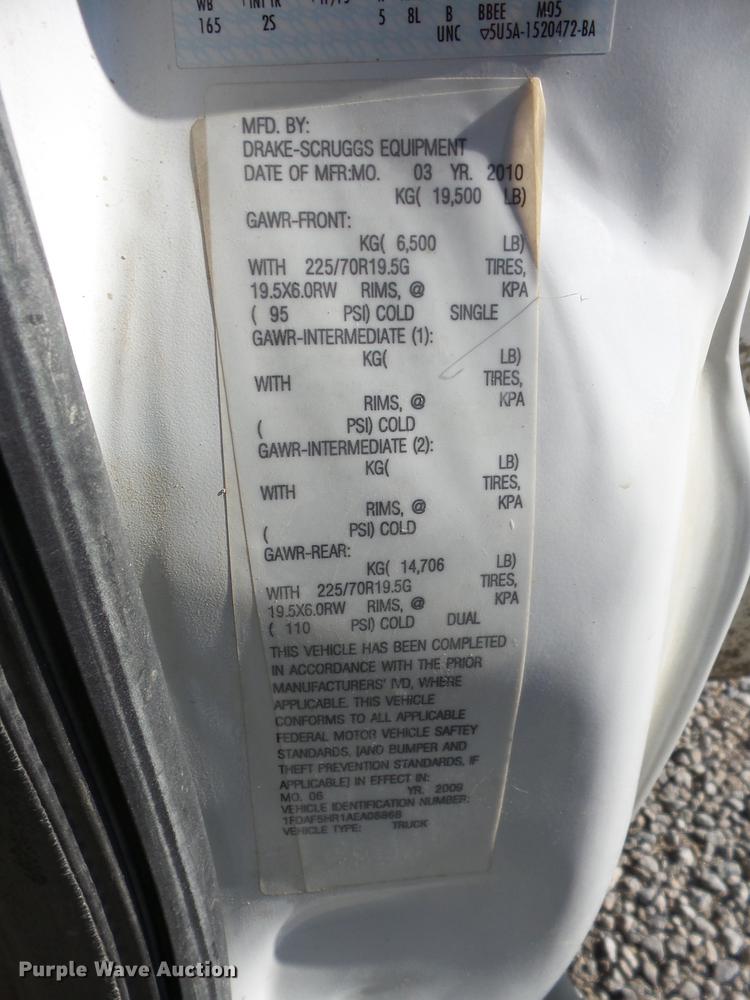 WB INT TR
165 2S 5 8L B BBEE M05
UNC ▽5U5A-1520472-BA
MFD. BY:
DRAKE-SCRUGGS EQUIPMENT
DATE OF MFR:MO. 03 YR. 2010
KG( 19,500 LB)
GAWR-FRONT:
KG( 6,500 LB)
WITH 225/70R19.5G TIRES,
19.5X6.0RW RIMS, @ KPA
( 95 PSI) COLD SINGLE
GAWR-INTERMEDIATE (1):
KG( LB)
WITH TIRES,
RIMS, @ KPA
( PSI) COLD
GAWR-INTERMEDIATE (2):
KG( LB)
WITH TIRES,
RIMS, @ KPA
( PSI) COLD
GAWR-REAR:
KG( 14,706 LB)
WITH 225/70R19.5G TIRES,
19.5X6.0RW RIMS, @ KPA
( 110 PSI) COLD DUAL
THIS VEHICLE HAS BEEN COMPLETED
IN ACCORDANCE WITH THE PRIOR
MANUFACTURERS' IVD, WHERE
APPLICABLE. THIS VEHICLE
CONFORMS TO ALL APPLICABLE
FEDERAL MOTOR VEHICLE SAFTEY
STANDARDS, [AND BUMPER AND
THEFT PREVENTION STANDARDS, IF
APPLICABLE] IN EFFECT IN:
MO. 06 YR. 2009
VEHICLE IDENTIFICATION NUMBER:
1FDAF5HR1AEA08868
VEHICLE TYPE: TRUCK
Purple Wave Auction